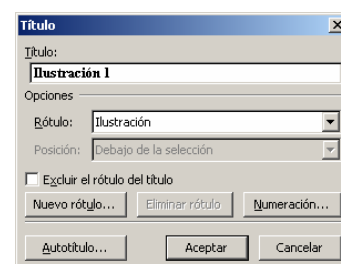 Título
Título:
Ilustración 1
Opciones
Rótulo: Ilustración
Posición: Debajo de la selección
Excluir el rótulo del título
Nuevo rótulo... Eliminar rótulo Numeración...
Autotítulo... Aceptar Cancelar